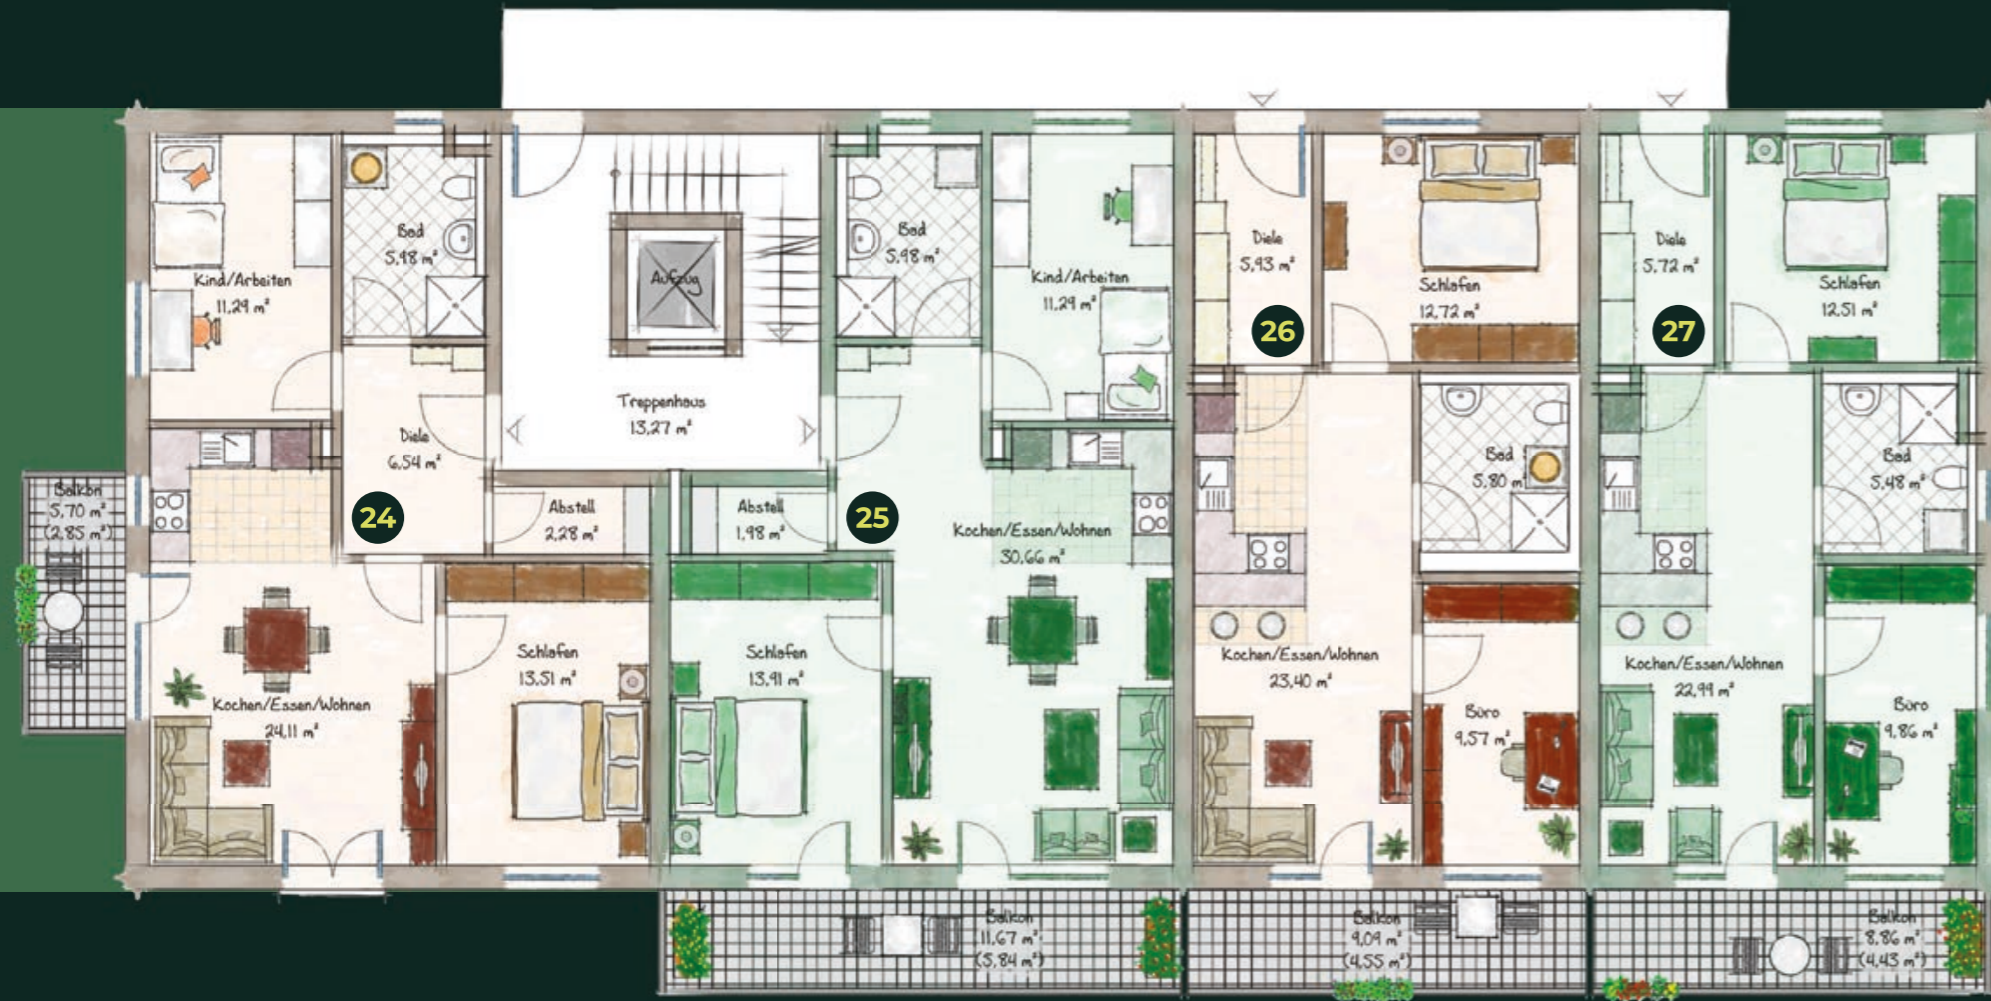 Kind/Arbeiten
11,29 m²
Bad
5,98 m²
Diele
6,54 m²
24
Abstell
2,28 m²
Balkon
5,70 m²
(2,85 m²)
Kochen/Essen/Wohnen
24,11 m²
Schlafen
13,51 m²
Aufzug
Treppenhaus
13,27 m²
Bad
5,98 m²
Kind/Arbeiten
11,29 m²
Abstell
1,98 m²
25
Kochen/Essen/Wohnen
30,66 m²
Schlafen
13,91 m²
Balkon
11,67 m²
(5,84 m²)
Diele
5,93 m²
26
Schlafen
12,72 m²
Bad
5,80 m
Kochen/Essen/Wohnen
23,40 m²
Büro
9,57 m²
Balkon
9,09 m²
(4,55 m²)
Diele
5,72 m²
27
Schlafen
12,51 m²
Bad
5,48 m²
Kochen/Essen/Wohnen
22,99 m²
Büro
9,86 m²
Balkon
8,86 m²
(4,43 m²)